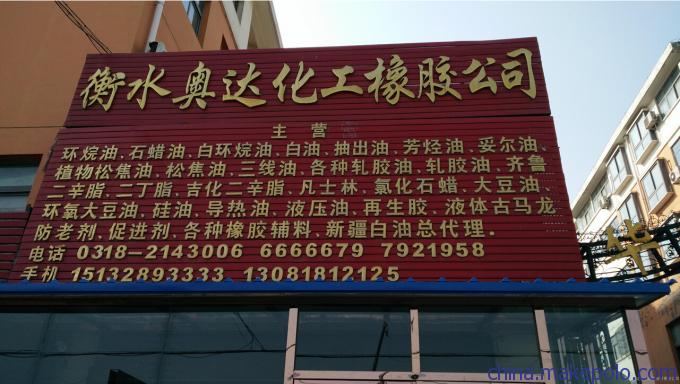 衡水奥达化工橡胶公司
主营
环烷油、石蜡油、白环烷油、白油、抽出油、芳烃油、妥尔油、
植物松焦油、松焦油、三线油、各种轧胶油、轧胶油、齐鲁
二辛脂、二丁脂、吉化二辛脂、凡士林、氯化石蜡、大豆油、
环氧大豆油、硅油、导热油、液压油、再生胶、液体古马龙
防老剂、促进剂、各种橡胶辅料、新疆白油总代理.
电话 0318-2143006 6666679 7921958
手机 15132893333 13081812125
china.makepolo.com